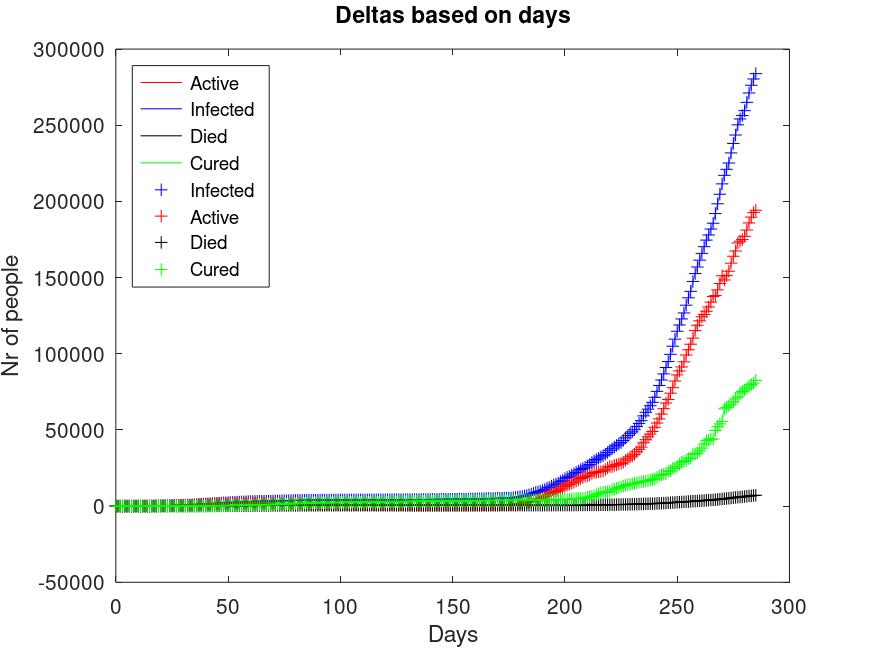 Deltas based on days
300000
250000
200000
150000
100000
50000
0
-50000
Nr of people
Active
Infected
Died
Cured
Infected
Active
Died
Cured
0 50 100 150 200 250 300
Days